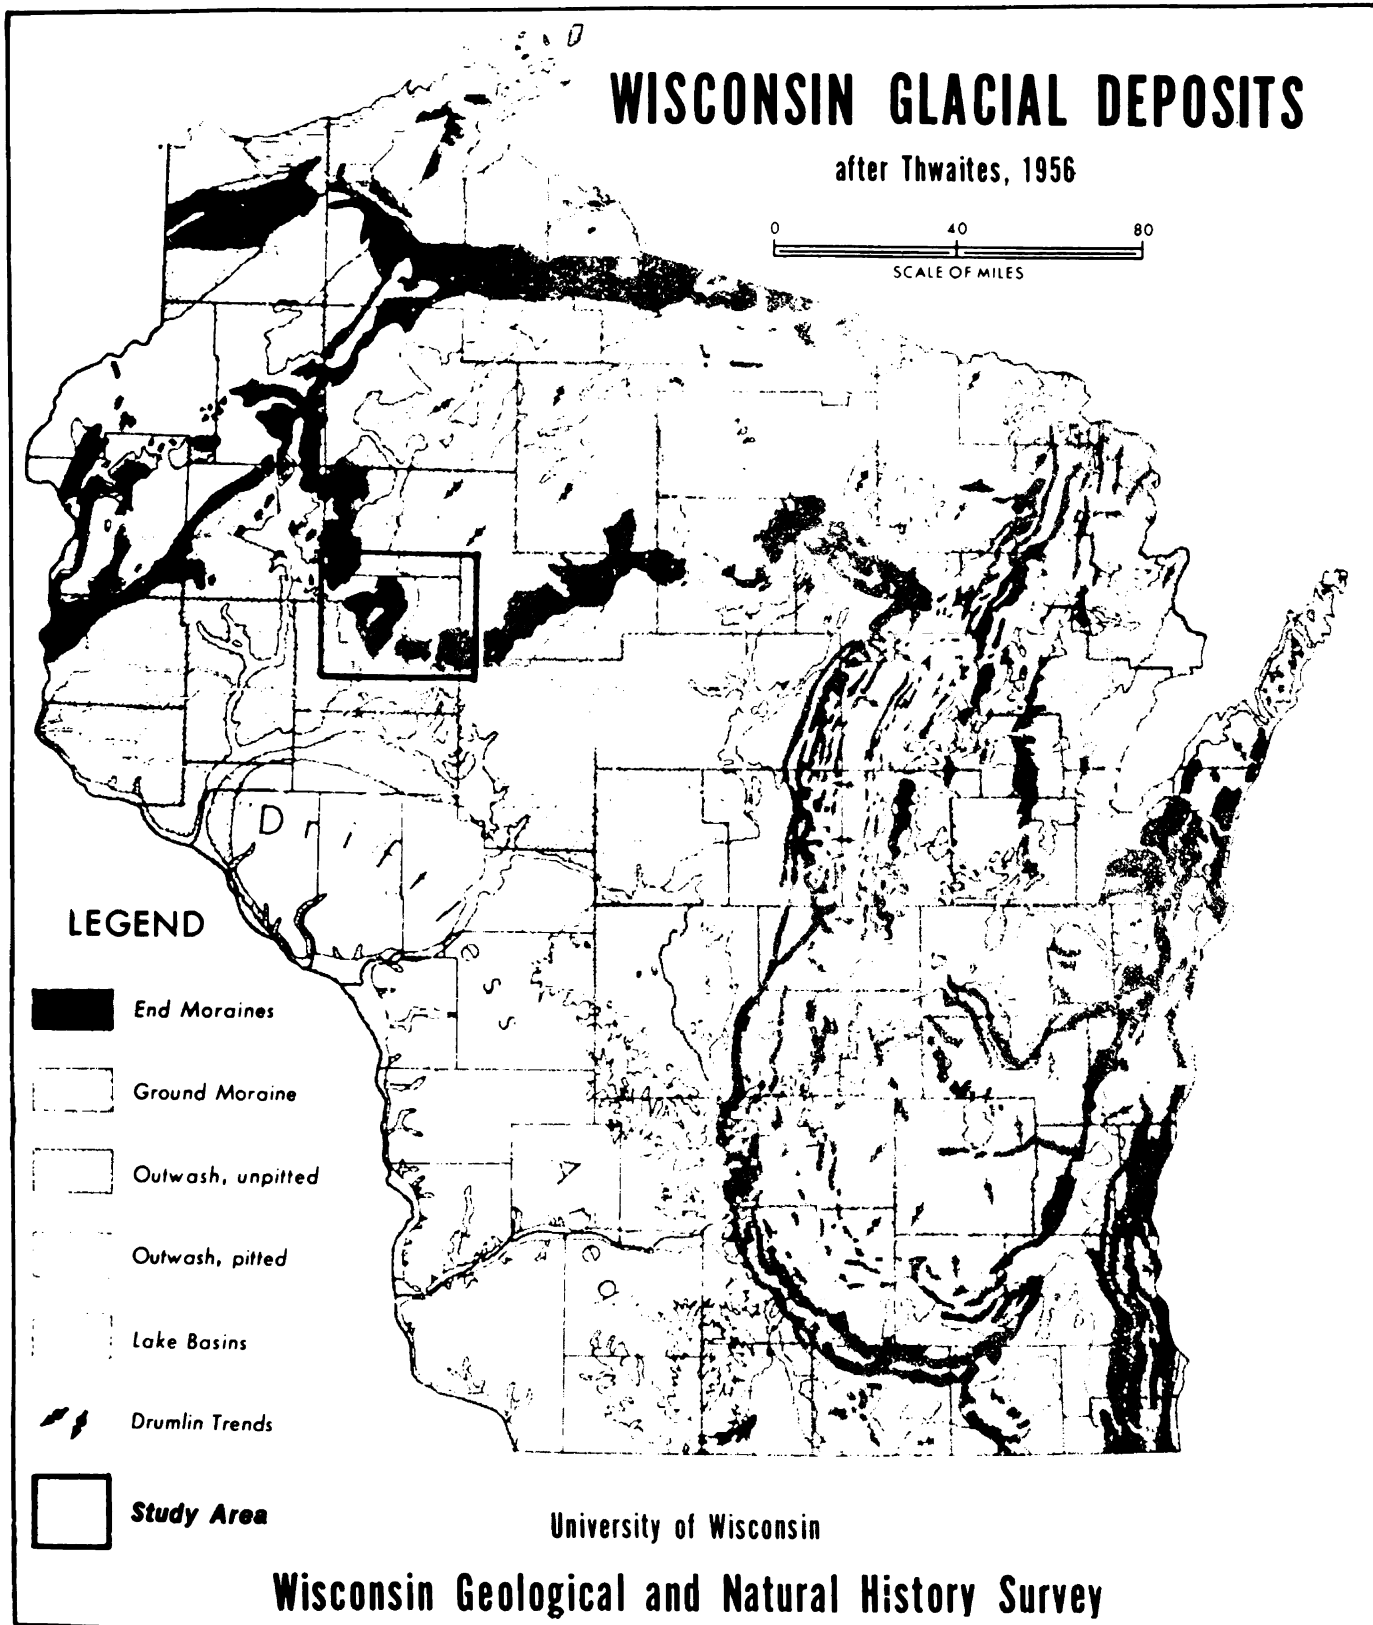 WISCONSIN GLACIAL DEPOSITS
after Thwaites, 1956
0 40 80
SCALE OF MILES
D r i f t
l e s s
A r e a
LEGEND
End Moraines
Ground Moraine
Outwash, unpitted
Outwash, pitted
Lake Basins
Drumlin Trends
Study Area
University of Wisconsin
Wisconsin Geological and Natural History Survey